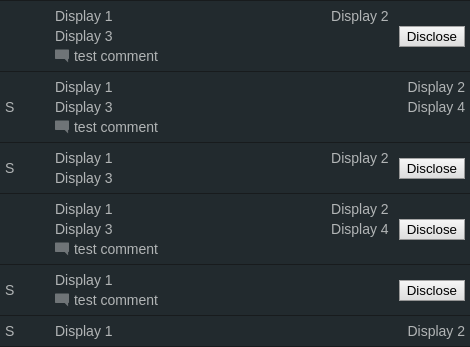 Display 1 Display 2
Display 3 Disclose
test comment
Display 1 Display 2
S Display 3 Display 4
test comment
Display 1 Display 2
S Disclose
Display 3
Display 1 Display 2
S Display 3 Display 4 Disclose
test comment
Display 1
S Disclose
test comment
S Display 1 Display 2